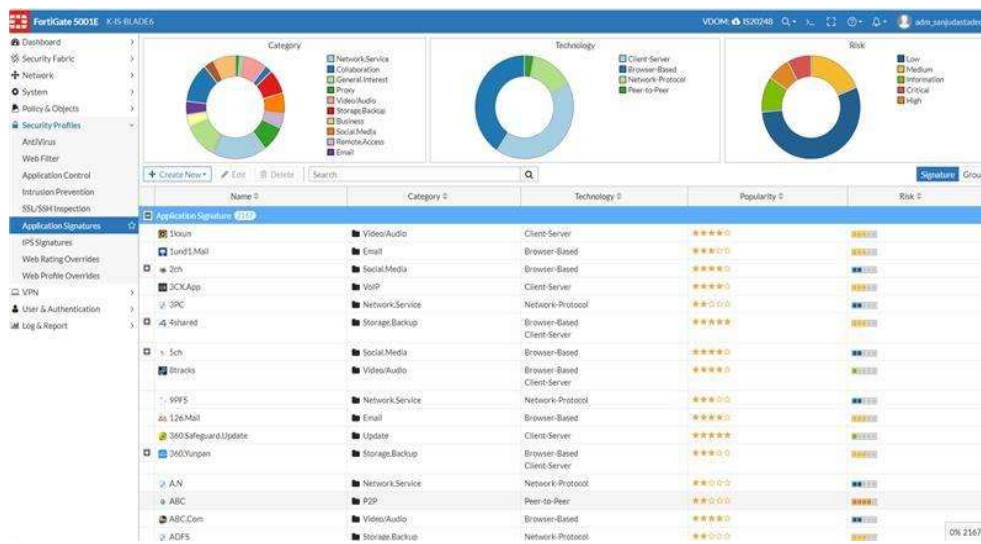 FortiGate 5001E K-IS-BLADE6
VDOM: IS20248
Dashboard
Security Fabric
Network
System
Policy & Objects
Security Profiles
AntiVirus
Web Filter
Application Control
Intrusion Prevention
SSL/SSH Inspection
Application Signatures
IPS Signatures
Web Rating Overrides
Web Profile Overrides
VPN
User & Authentication
Log & Report
Category
Network.Service
Collaboration
General.Interest
Proxy
Video/Audio
Storage.Backup
Business
Social.Media
Remote.Access
Email
Technology
Client-Server
Browser-Based
Network-Protocol
Peer-to-Peer
Risk
Low
Medium
Information
Critical
High
+ Create New Edit Delete Search
Signature Grou
Name Category Technology Popularity Risk
Application Signature 2167
1kxun Video/Audio Client-Server
1und1.Mail Email Browser-Based
2ch Social.Media Browser-Based
3CX.App VoIP Client-Server
3PC Network.Service Network-Protocol
4shared Storage.Backup Browser-Based
Client-Server
5ch Social.Media Browser-Based
8tracks Video/Audio Browser-Based
Client-Server
9PFS Network.Service Network-Protocol
126.Mail Email Browser-Based
360.Safeguard.Update Update Client-Server
360.Yunpan Storage.Backup Browser-Based
Client-Server
A.N Network.Service Network-Protocol
ABC P2P Peer-to-Peer
ABC.Com Video/Audio Browser-Based
ADFS Storage.Backup Network-Protocol
0% 2167